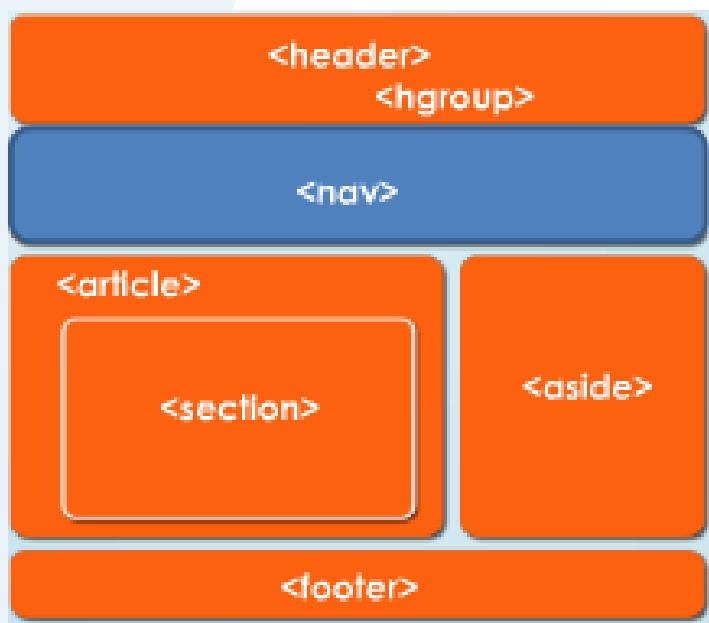 <header>
<hgroup>
<nav>
<article>
<section>
<aside>
<footer>